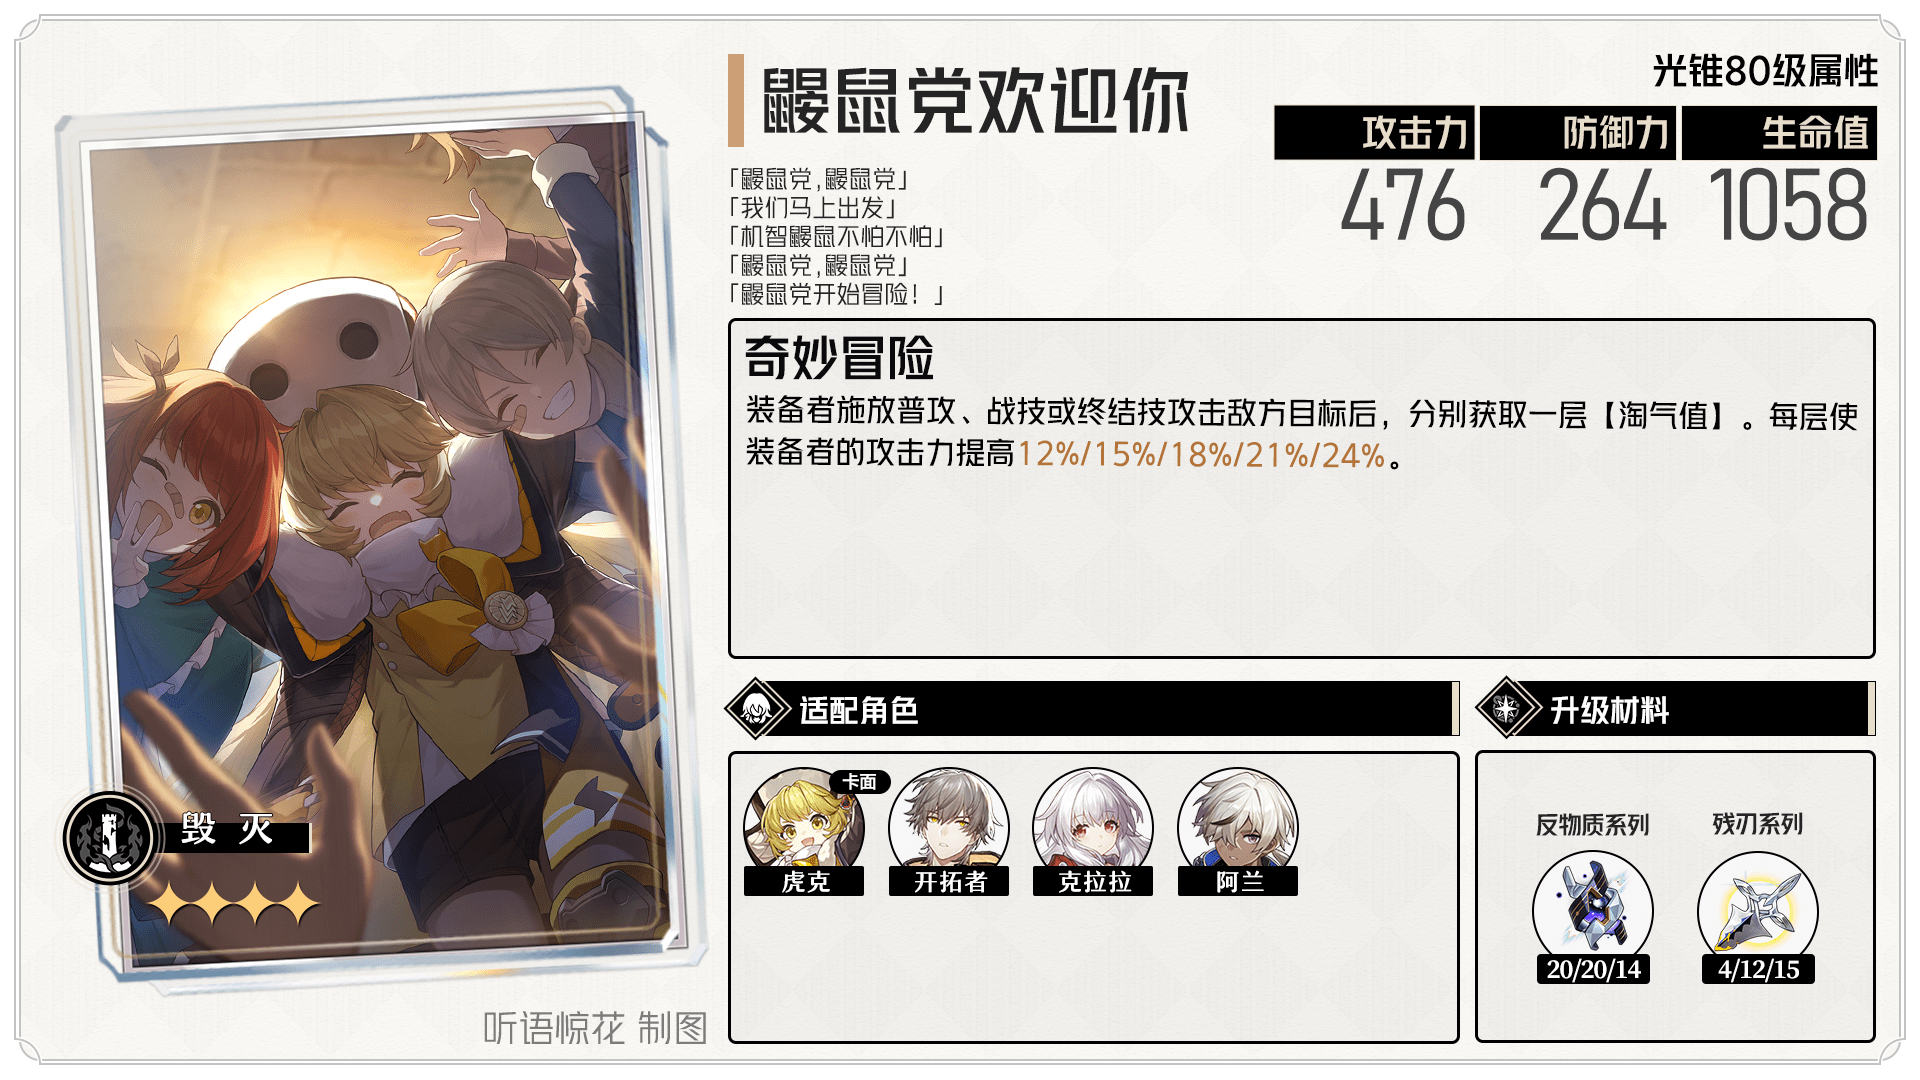 鼹鼠党欢迎你
光锥80级属性
攻击力 防御力 生命值
476 264 1058
「鼹鼠党,鼹鼠党」
「我们马上出发」
「机智鼹鼠不怕不怕」
「鼹鼠党,鼹鼠党」
「鼹鼠党开始冒险！」
奇妙冒险
装备者施放普攻、战技或终结技攻击敌方目标后，分别获取一层【淘气值】。每层使
装备者的攻击力提高12%/15%/18%/21%/24%。
适配角色
卡面
虎克 开拓者 克拉拉 阿兰
升级材料
反物质系列 残刃系列
20/20/14 4/12/15
毁灭
听语惊花 制图